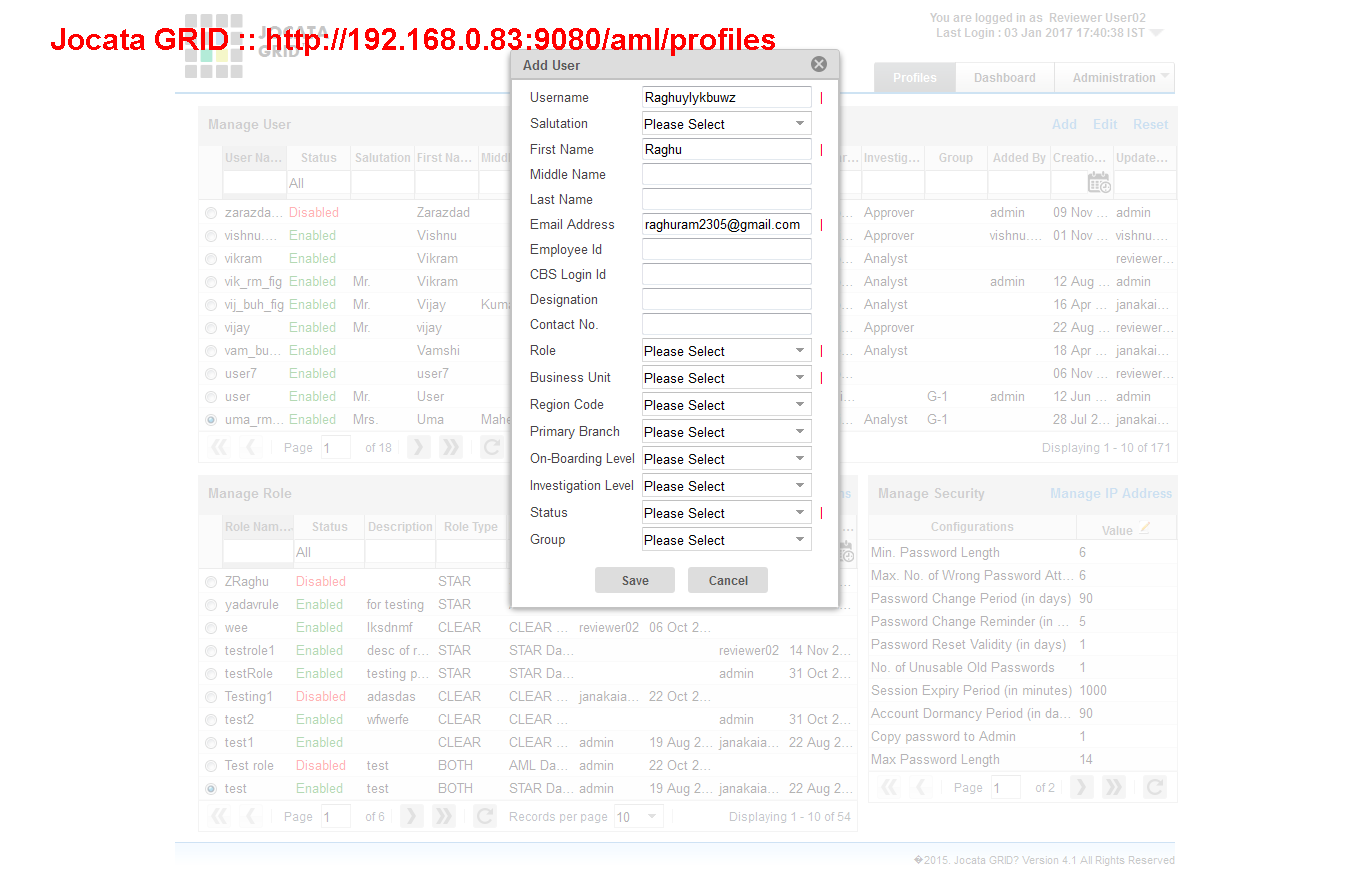 You are logged in as Reviewer User02
JOCATA
Jocata GRID :: http://192.168.0.83:9080/aml/profiles
Last Login : 03 Jan 2017 17:40:38 IST
GRID
Add User
Profiles Dashboard Administration
Username Raghuylykbuwz
Manage User Add Edit Reset
Salutation Please Select
First Name Raghu
User Na... Status Salutation First Na... Investig... Group Added By Creatio... Update...
Middle Name
All
Last Name
zarazda... Disabled Zarazdad Approver admin 09 Nov ... admin
Email Address raghuram2305@gmail.com
vishnu.... Enabled Vishnu Approver vishnu.... 01 Nov ... vishnu....
Employee Id
vikram Enabled Vikram Analyst reviewer...
CBS Login Id
vik_rm_fig Enabled Mr. Vikram Analyst admin 12 Aug ... admin
Designation
vij_buh_fig Enabled Mr. Vijay Analyst 16 Apr ... janakai...
Contact No.
vijay Enabled Mr. vijay Approver 22 Aug ... reviewer...
Role Please Select
vam_bu... Enabled Vamshi Analyst 18 Apr ... janakai...
Business Unit Please Select
user7 Enabled user7 06 Nov ... reviewer...
Region Code Please Select
user Enabled Mr. User G-1 admin 12 Jun ... admin
uma_rm... Enabled Mrs. Uma Analyst G-1 28 Jul 2... janakai...
Primary Branch Please Select
Page 1 of 18 Displaying 1 - 10 of 171
On-Boarding Level Please Select
Investigation Level Please Select
Manage Role
Manage Security Manage IP Address
Status Please Select
Role Nam... Status Description Role Type
Configurations Value
Group Please Select
All
Min. Password Length 6
Save Cancel
ZRaghu Disabled STAR
Max. No. of Wrong Password Att... 6
yadavrule Enabled for testing STAR
Password Change Period (in days) 90
wee Enabled lksdnmf CLEAR CLEAR ... reviewer02 06 Oct 2...
Password Change Reminder (in ... 5
testrole1 Enabled desc of r... STAR STAR Da... reviewer02 14 Nov 2...
Password Reset Validity (in days) 1
testRole Enabled testing p... STAR STAR Da... admin 31 Oct 2...
No. of Unusable Old Passwords 1
Testing1 Disabled adasdas CLEAR CLEAR ... janakaia... 22 Oct 2...
Session Expiry Period (in minutes) 1000
test2 Enabled wfwerfe CLEAR CLEAR ... admin 31 Oct 2...
Account Dormancy Period (in da... 90
test1 Enabled CLEAR CLEAR ... admin 19 Aug 2... janakaia... 22 Aug 2...
Copy password to Admin 1
Test role Disabled test BOTH AML Da... admin 22 Oct 2...
Max Password Length 14
test Enabled test BOTH STAR Da... admin 19 Aug 2... janakaia... 22 Aug 2...
Page 1 of 2
Page 1 of 6 Records per page 10 Displaying 1 - 10 of 54
�2015. Jocata GRID? Version 4.1 All Rights Reserved